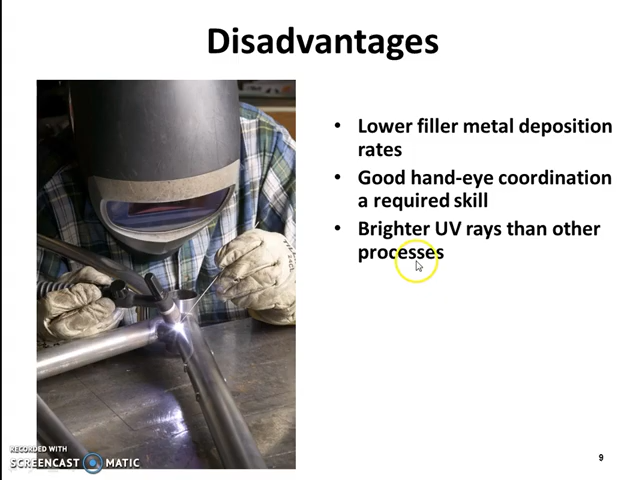 Disadvantages
• Lower filler metal deposition
rates
• Good hand-eye coordination
a required skill
• Brighter UV rays than other
processes
RECORDED WITH
SCREENCAST MATIC
9